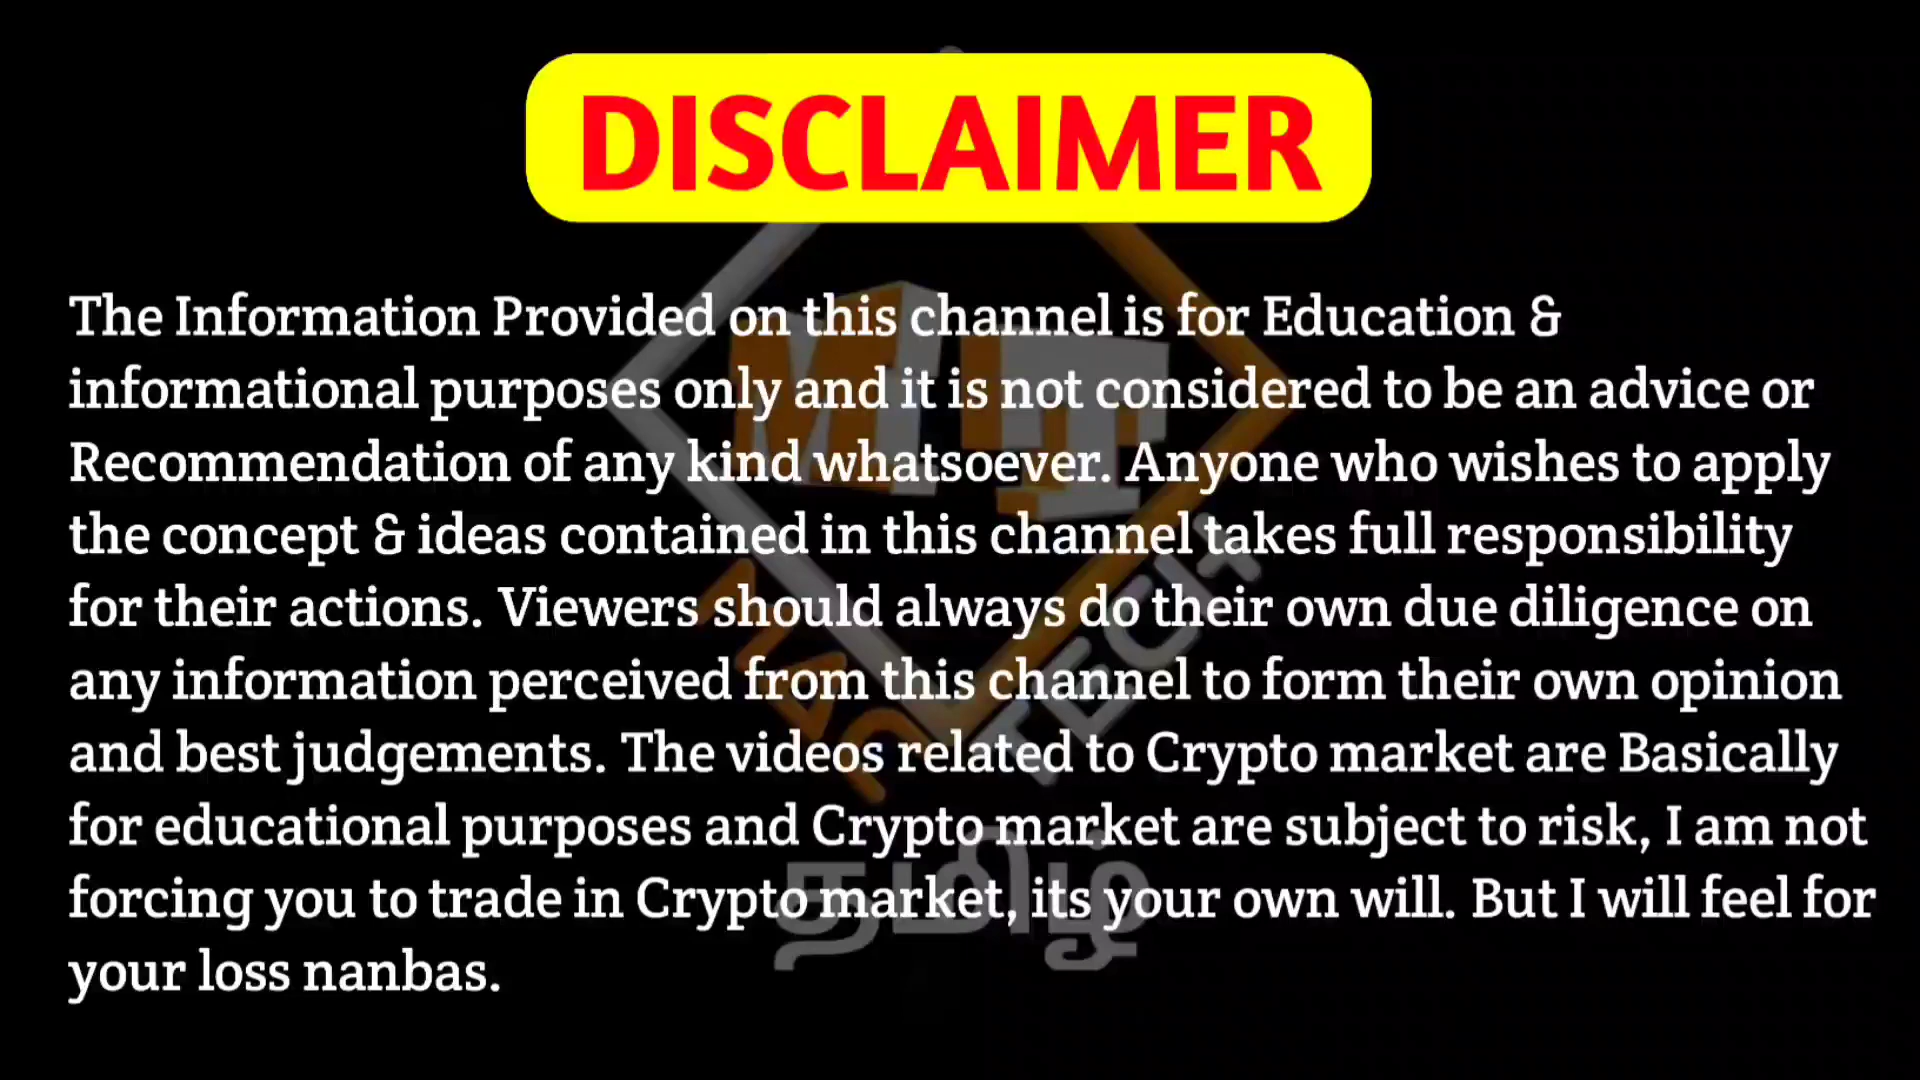 DISCLAIMER
The Information Provided on this channel is for Education &
informational purposes only and it is not considered to be an advice or
Recommendation of any kind whatsoever. Anyone who wishes to apply
the concept & ideas contained in this channel takes full responsibility
for their actions. Viewers should always do their own due diligence on
any information perceived from this channel to form their own opinion
and best judgements. The videos related to Crypto market are Basically
for educational purposes and Crypto market are subject to risk, I am not
forcing you to trade in Crypto market, its your own will. But I will feel for
your loss nanbas.
MT
TECH
தமிழ்